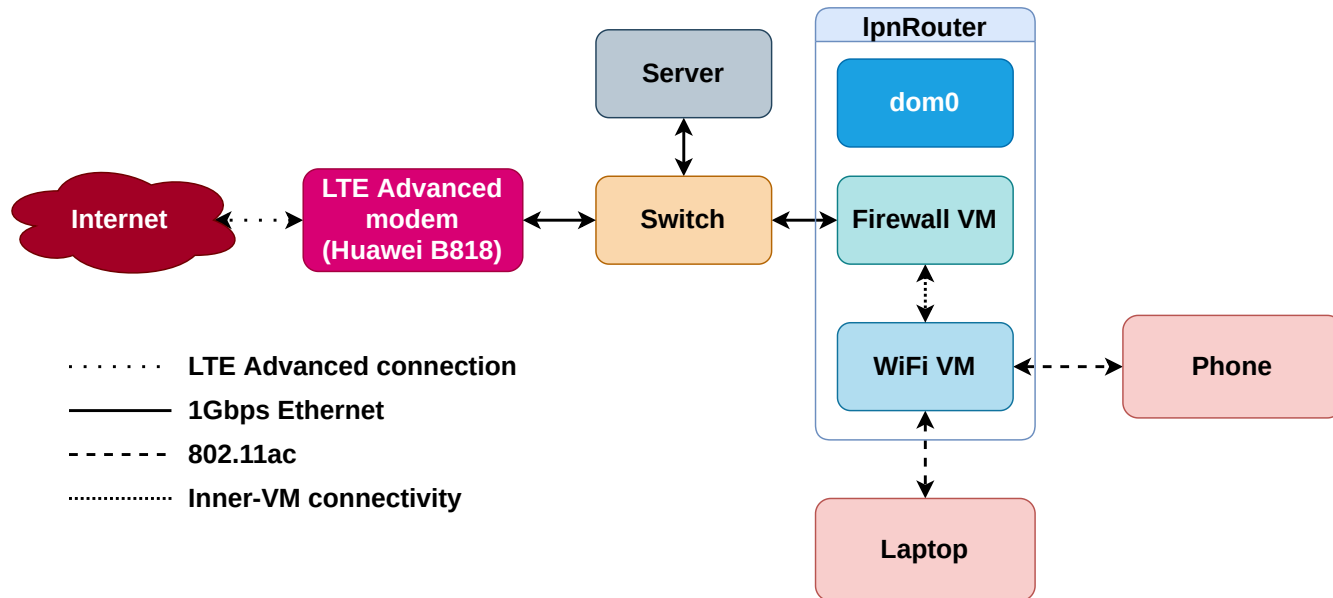 lpnRouter
Server
dom0
Internet
LTE Advanced
modem
(Huawei B818)
Switch
Firewall VM
WiFi VM
Phone
LTE Advanced connection
1Gbps Ethernet
802.11ac
Inner-VM connectivity
Laptop